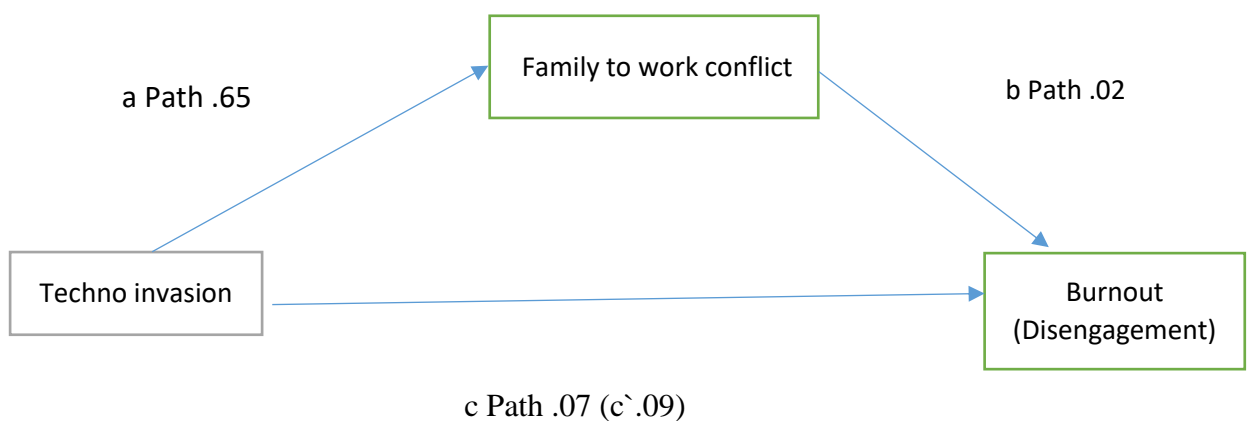 Family to work conflict
a Path .65
b Path .02
Techno invasion
Burnout
(Disengagement)
c Path .07 (c`.09)